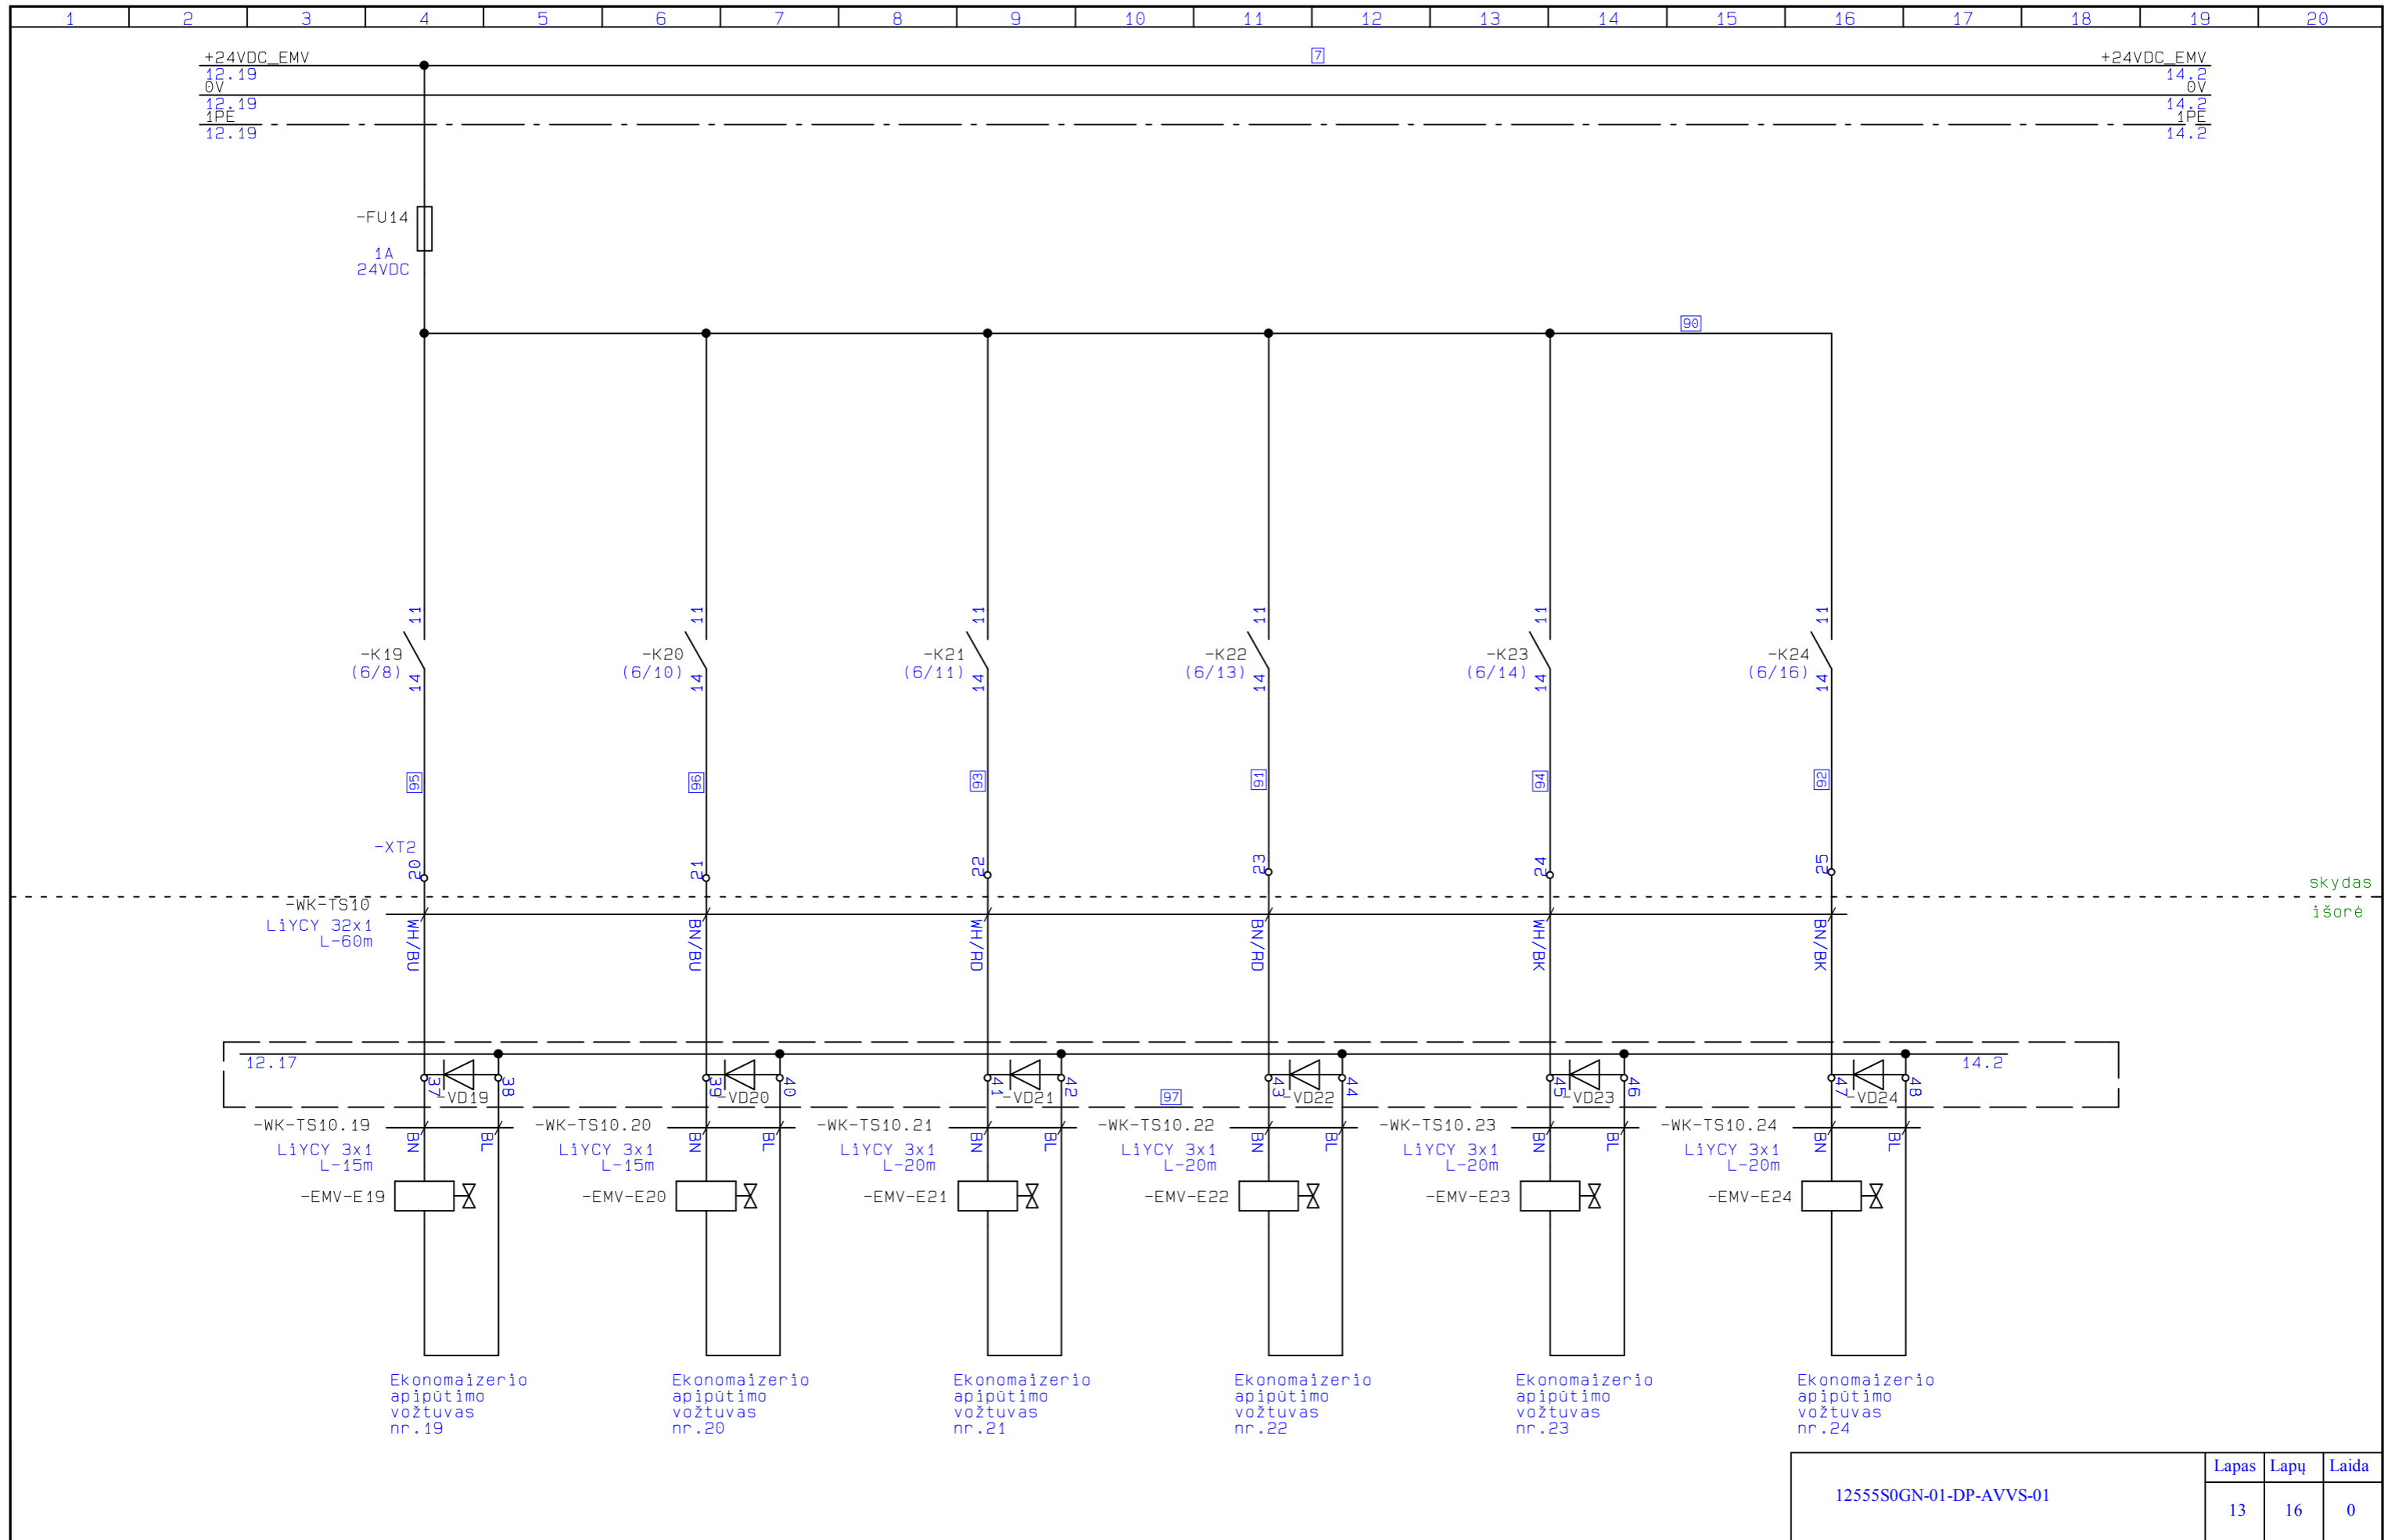 1 2 3 4 5 6 7 8 9 10 11 12 13 14 15 16 17 18 19 20
+24VDC_EMV 7 +24VDC_EMV
12.19 14.2
0V 0V
12.19 14.2
1PE 1PE
12.19 14.2
-FU14
1A
24VDC
90
11 11 11 11 11 11
-K19 -K20 -K21 -K22 -K23 -K24
(6/8) (6/10) (6/11) (6/13) (6/14) (6/16)
14 14 14 14 14 14
95 96 93 91 94 92
-XT2
20 21 22 23 24 25
skydas
-WK-TS10
išorė
LiYCY 32x1
L-60m
WH/BU BN/BU WH/RD BN/RD WH/BK BN/BK
12.17 14.2
37 38 39 40 41 42 43 44 45 46 47 48
-VD19 -VD20 -VD21 97 -VD22 -VD23 -VD24
-WK-TS10.19 -WK-TS10.20 -WK-TS10.21 -WK-TS10.22 -WK-TS10.23 -WK-TS10.24
BN BL BN BL BN BL BN BL BN BL BN BL
LiYCY 3x1 LiYCY 3x1 LiYCY 3x1 LiYCY 3x1 LiYCY 3x1 LiYCY 3x1
L-15m L-15m L-20m L-20m L-20m L-20m
-EMV-E19 -EMV-E20 -EMV-E21 -EMV-E22 -EMV-E23 -EMV-E24
Ekonomaizerio Ekonomaizerio Ekonomaizerio Ekonomaizerio Ekonomaizerio Ekonomaizerio
apipūtimo apipūtimo apipūtimo apipūtimo apipūtimo apipūtimo
vožtuvas vožtuvas vožtuvas vožtuvas vožtuvas vožtuvas
nr.19 nr.20 nr.21 nr.22 nr.23 nr.24
Lapas Lapų Laida
12555S0GN-01-DP-AVVS-01
13 16 0